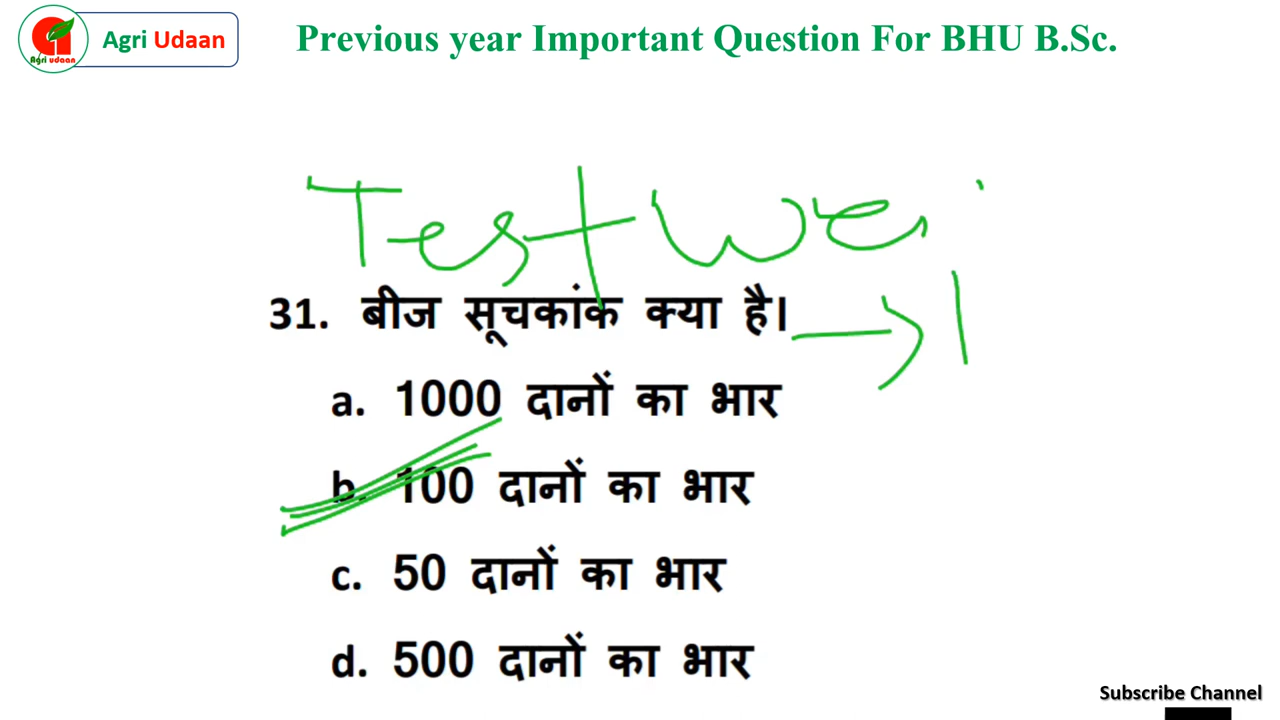 Agri Udaan
Agri udaan
Previous year Important Question For BHU B.Sc.
Test wei
31. बीज सूचकांक क्या है।
a. 1000 दानों का भार
b. 100 दानों का भार
c. 50 दानों का भार
d. 500 दानों का भार
Subscribe Channel